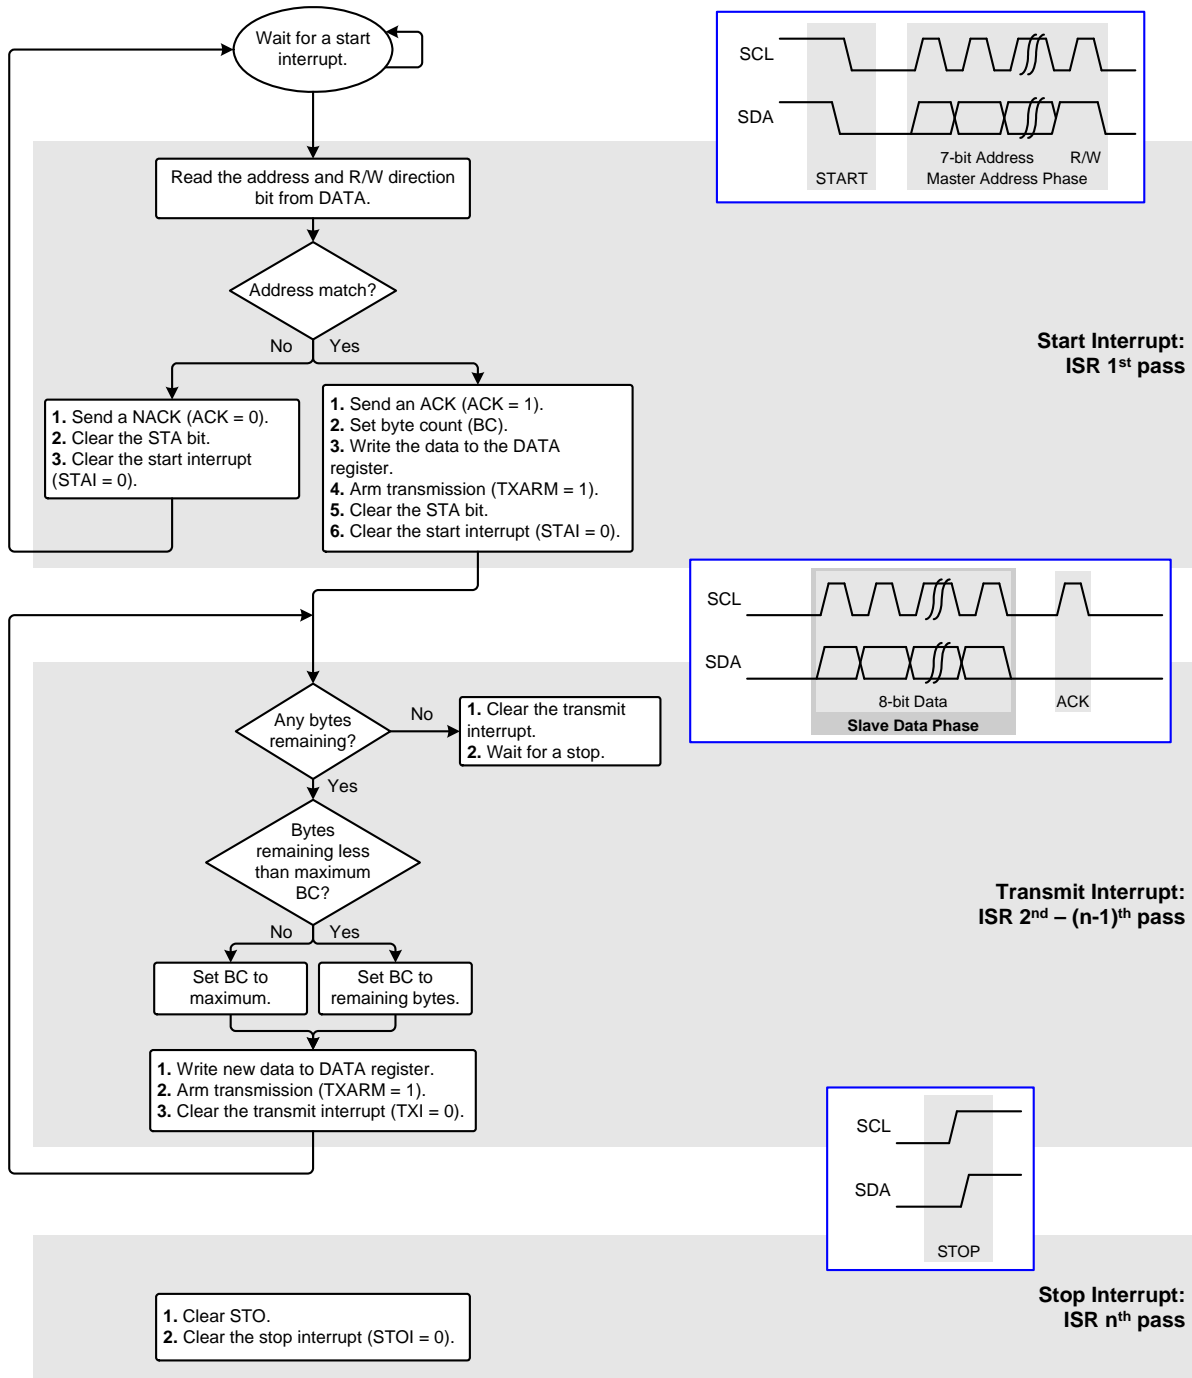 Wait for a start
interrupt.
SCL
SDA
7-bit Address
R/W
START
Master Address Phase
Read the address and R/W direction
bit from DATA.
Address match?
No
Yes
Start Interrupt:
ISR 1st pass
1. Send a NACK (ACK = 0).
2. Clear the STA bit.
3. Clear the start interrupt
(STAI = 0).
1. Send an ACK (ACK = 1).
2. Set byte count (BC).
3. Write the data to the DATA
register.
4. Arm transmission (TXARM = 1).
5. Clear the STA bit.
6. Clear the start interrupt (STAI = 0).
SCL
SDA
8-bit Data
ACK
Slave Data Phase
Any bytes
remaining?
No
1. Clear the transmit
interrupt.
2. Wait for a stop.
Yes
Bytes
remaining less
than maximum
BC?
No
Yes
Transmit Interrupt:
ISR 2nd – (n-1)th pass
Set BC to
maximum.
Set BC to
remaining bytes.
1. Write new data to DATA register.
2. Arm transmission (TXARM = 1).
3. Clear the transmit interrupt (TXI = 0).
SCL
SDA
STOP
Stop Interrupt:
ISR nth pass
1. Clear STO.
2. Clear the stop interrupt (STOI = 0).